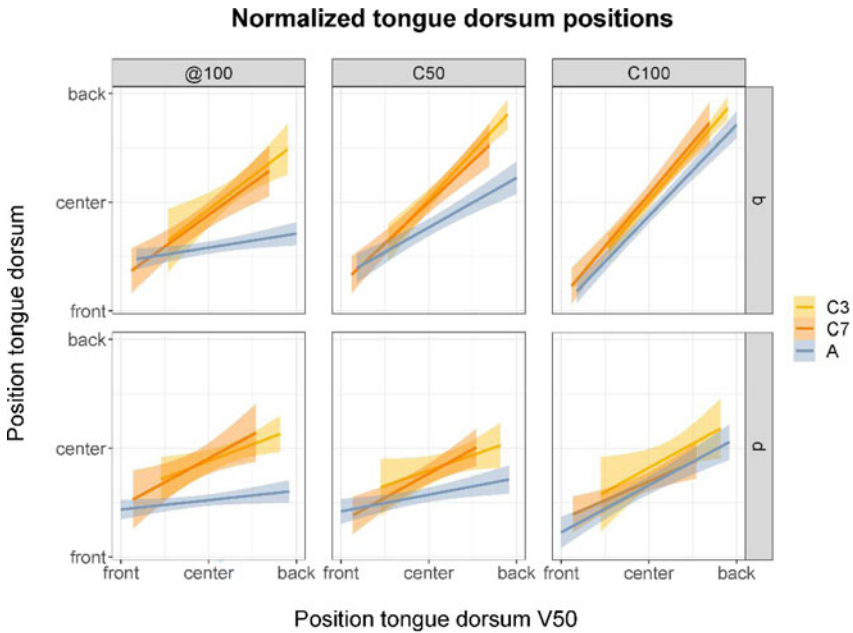 Normalized tongue dorsum positions
@100
C50
C100
back
center
front
b
back
center
front
d
front
center
back
front
center
back
front
center
back
Position tongue dorsum
Position tongue dorsum V50
C3
C7
A